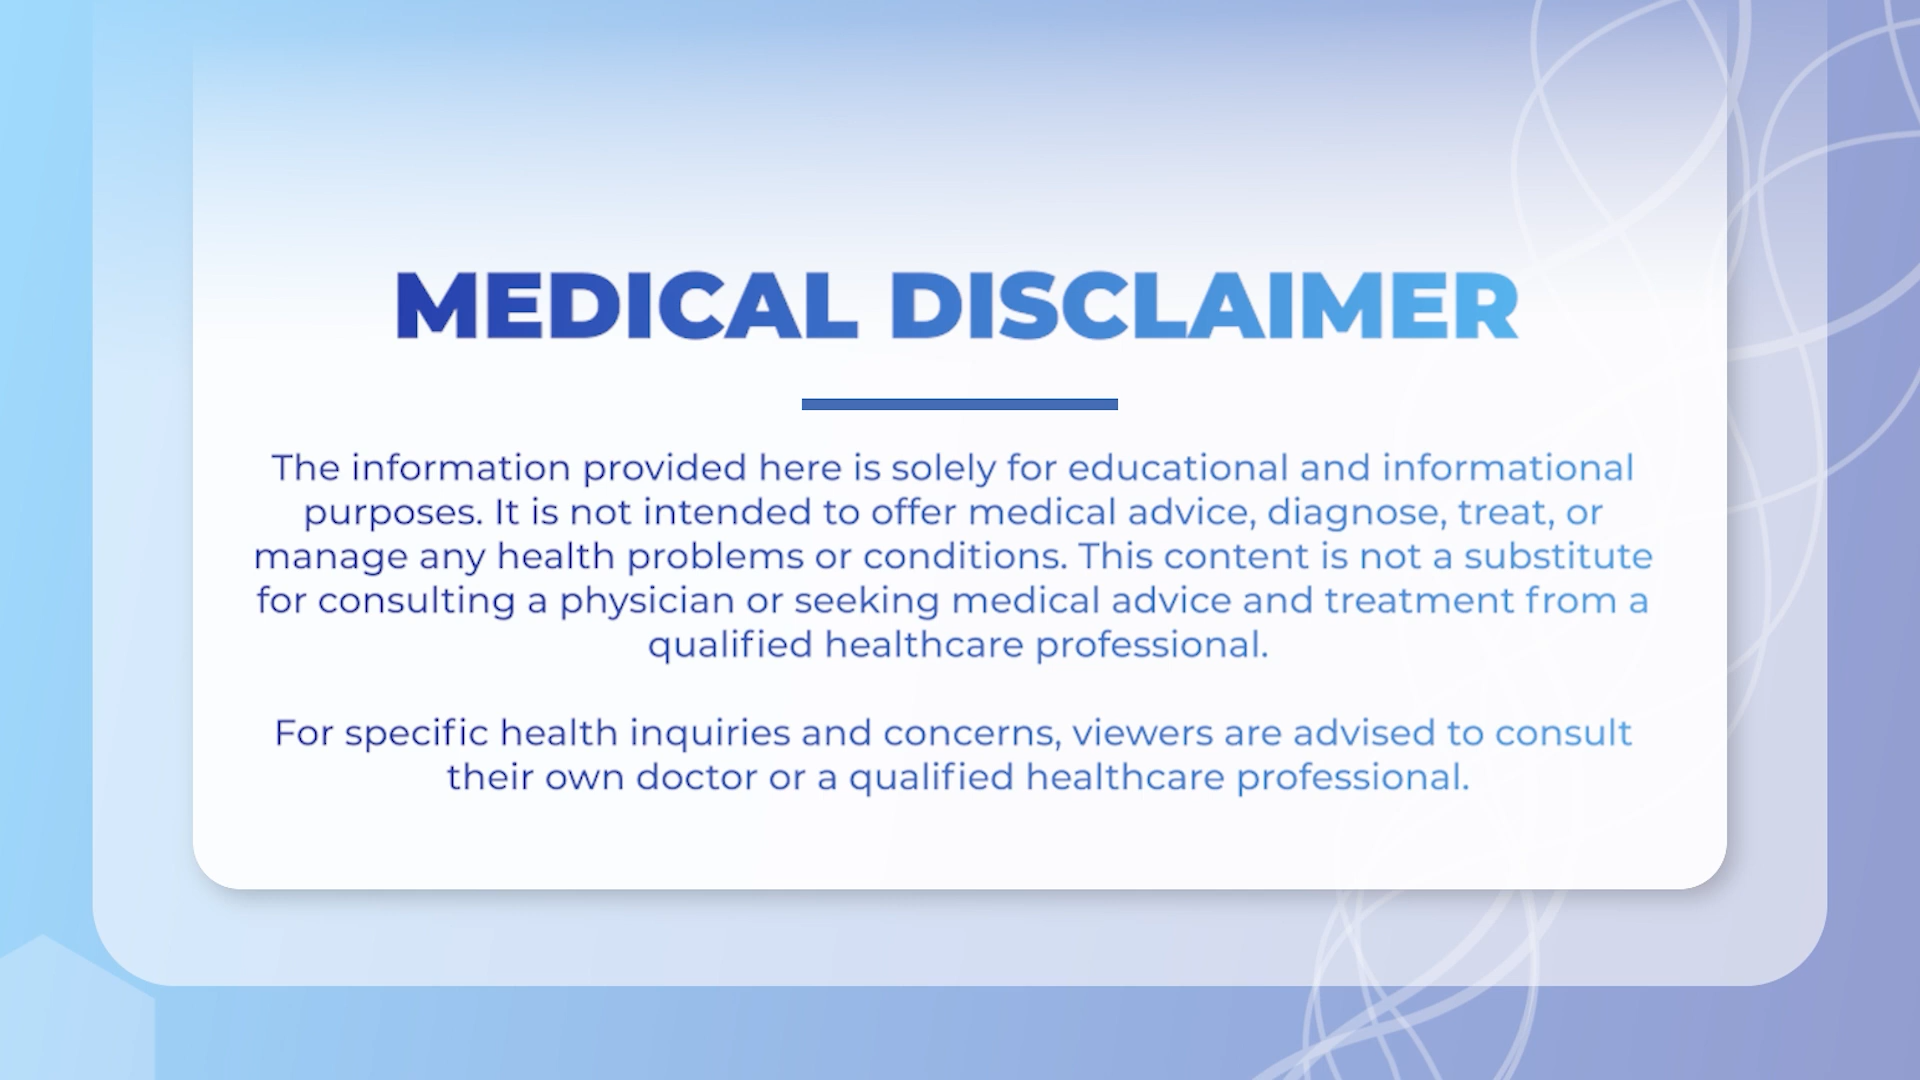 MEDICAL DISCLAIMER
The information provided here is solely for educational and informational
purposes. It is not intended to offer medical advice, diagnose, treat, or
manage any health problems or conditions. This content is not a substitute
for consulting a physician or seeking medical advice and treatment from a
qualified healthcare professional.
For specific health inquiries and concerns, viewers are advised to consult
their own doctor or a qualified healthcare professional.